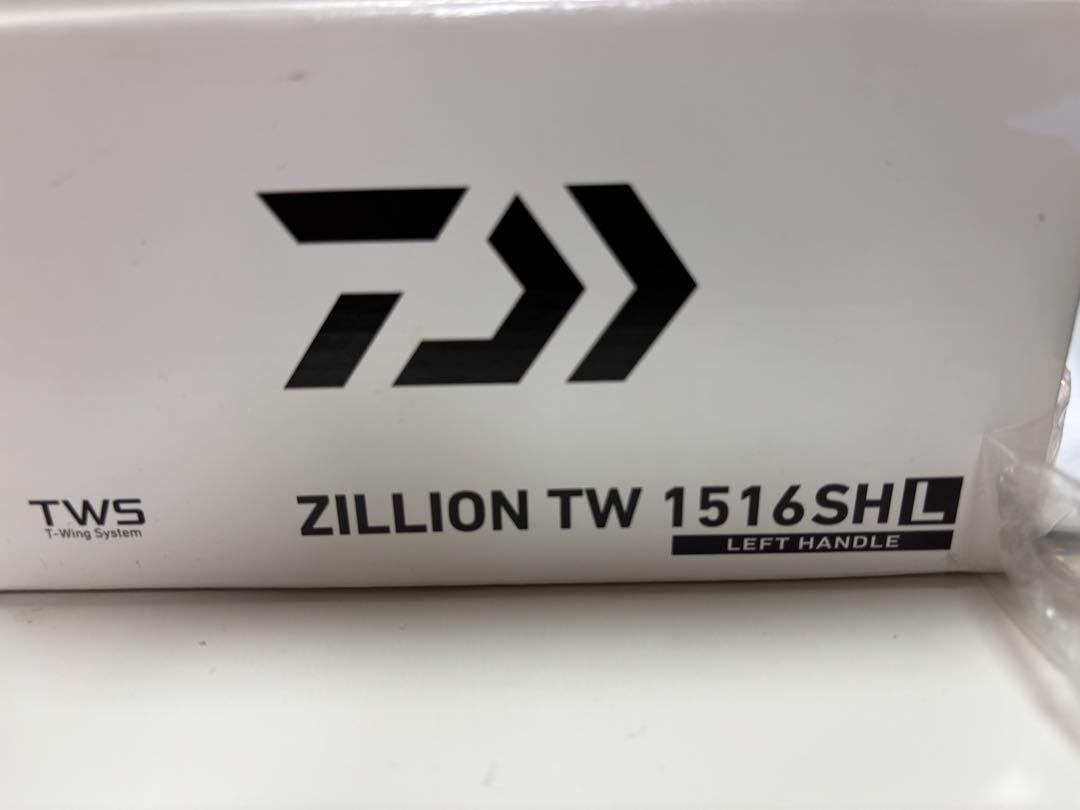 TWS
T-Wing System
ZILLION TW 1516SHL
LEFT HANDLE